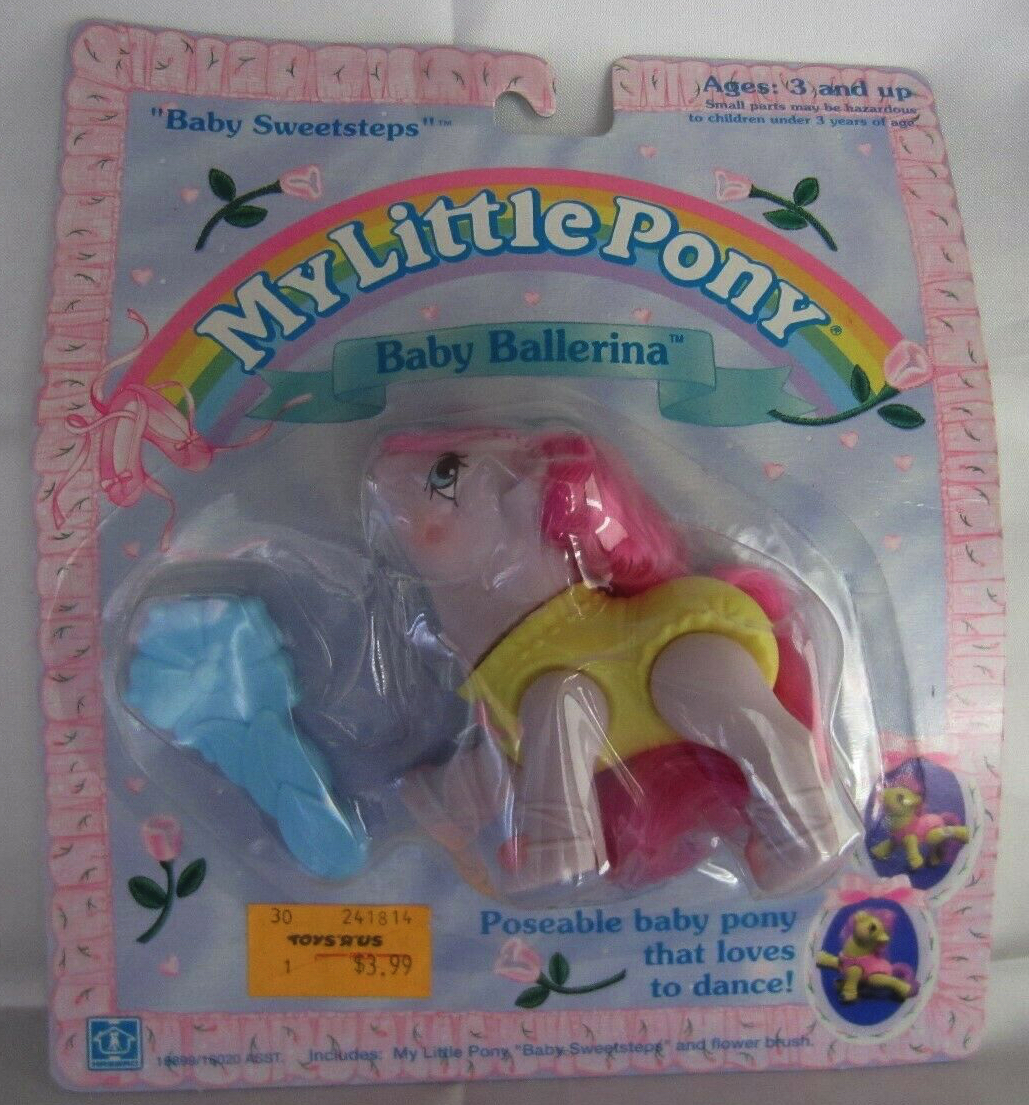 Ages: 3 and up
Small parts may be hazardous
to children under 3 years of age
"Baby Sweetsteps"™
My Little Pony®
Baby Ballerina™
30 241814
TOYS "R" US
1 $3.99
Poseable baby pony
that loves
to dance!
HASBRO
ASST. Includes: My Little Pony "Baby Sweetsteps" and flower brush.